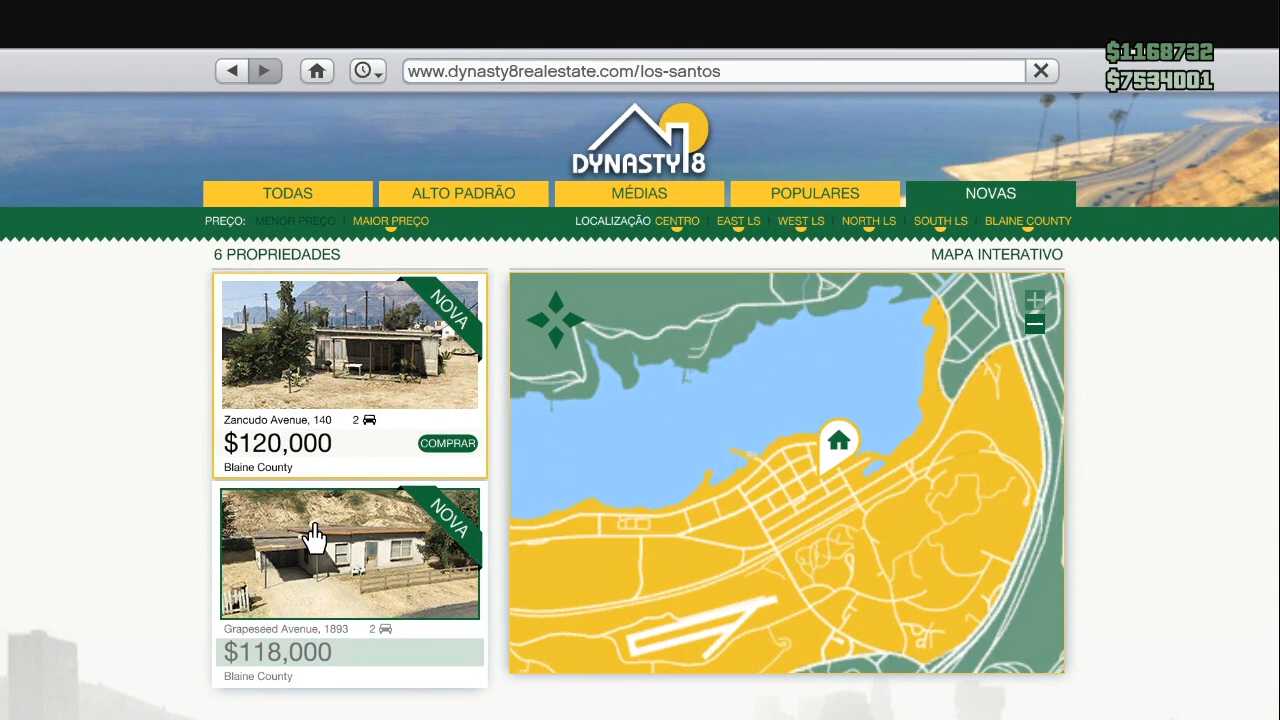 $1168732
www.dynasty8realestate.com/los-santos
$7534001
DYNASTY 8
TODAS
ALTO PADRÃO
MÉDIAS
POPULARES
NOVAS
PREÇO: MENOR PREÇO | MAIOR PREÇO
LOCALIZAÇÃO CENTRO | EAST LS | WEST LS | NORTH LS | SOUTH LS | BLAINE COUNTY
6 PROPRIEDADES
MAPA INTERATIVO
NOVA
Zancudo Avenue, 140 2
$120,000
COMPRAR
Blaine County
NOVA
Grapeseed Avenue, 1893 2
$118,000
Blaine County